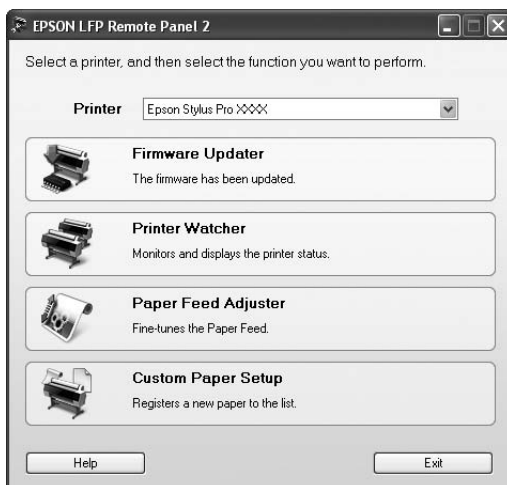 EPSON LFP Remote Panel 2
Select a printer, and then select the function you want to perform.
Printer
Epson Stylus Pro XXXX
Firmware Updater
The firmware has been updated.
Printer Watcher
Monitors and displays the printer status.
Paper Feed Adjuster
Fine-tunes the Paper Feed.
Custom Paper Setup
Registers a new paper to the list.
Help
Exit